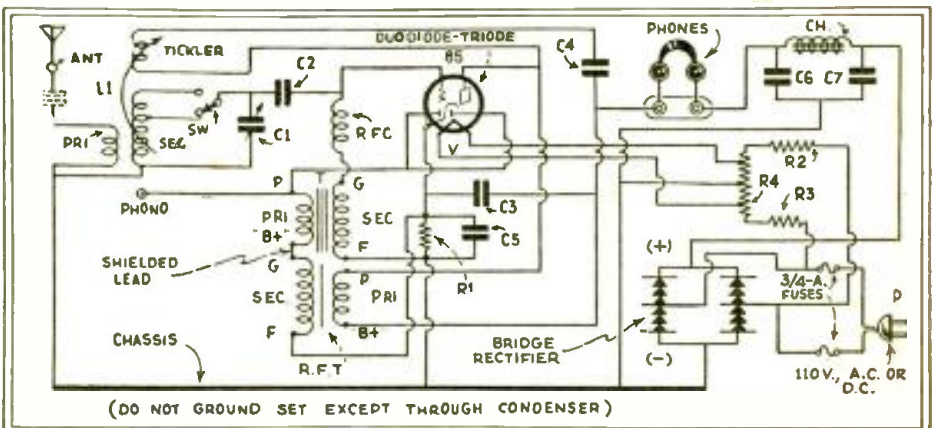 ANT
TICKLER
L1
SW
PRI
SEC
C1
C2
RFC
DUODIODE-TRIODE
85
V
C4
PHONES
CH.
C6
C7
R2
R4
R3
PHONO
P
G
PRI
SEC
"B+"
F
C3
C5
R1
SHIELDED
LEAD
G
SEC
F
P
PRI
B+
R.F.T
CHASSIS
(+)
(-)
BRIDGE
RECTIFIER
3/4-A.
FUSES
P
110 V., A.C. OR
D.C.
(DO NOT GROUND SET EXCEPT THROUGH CONDENSER)